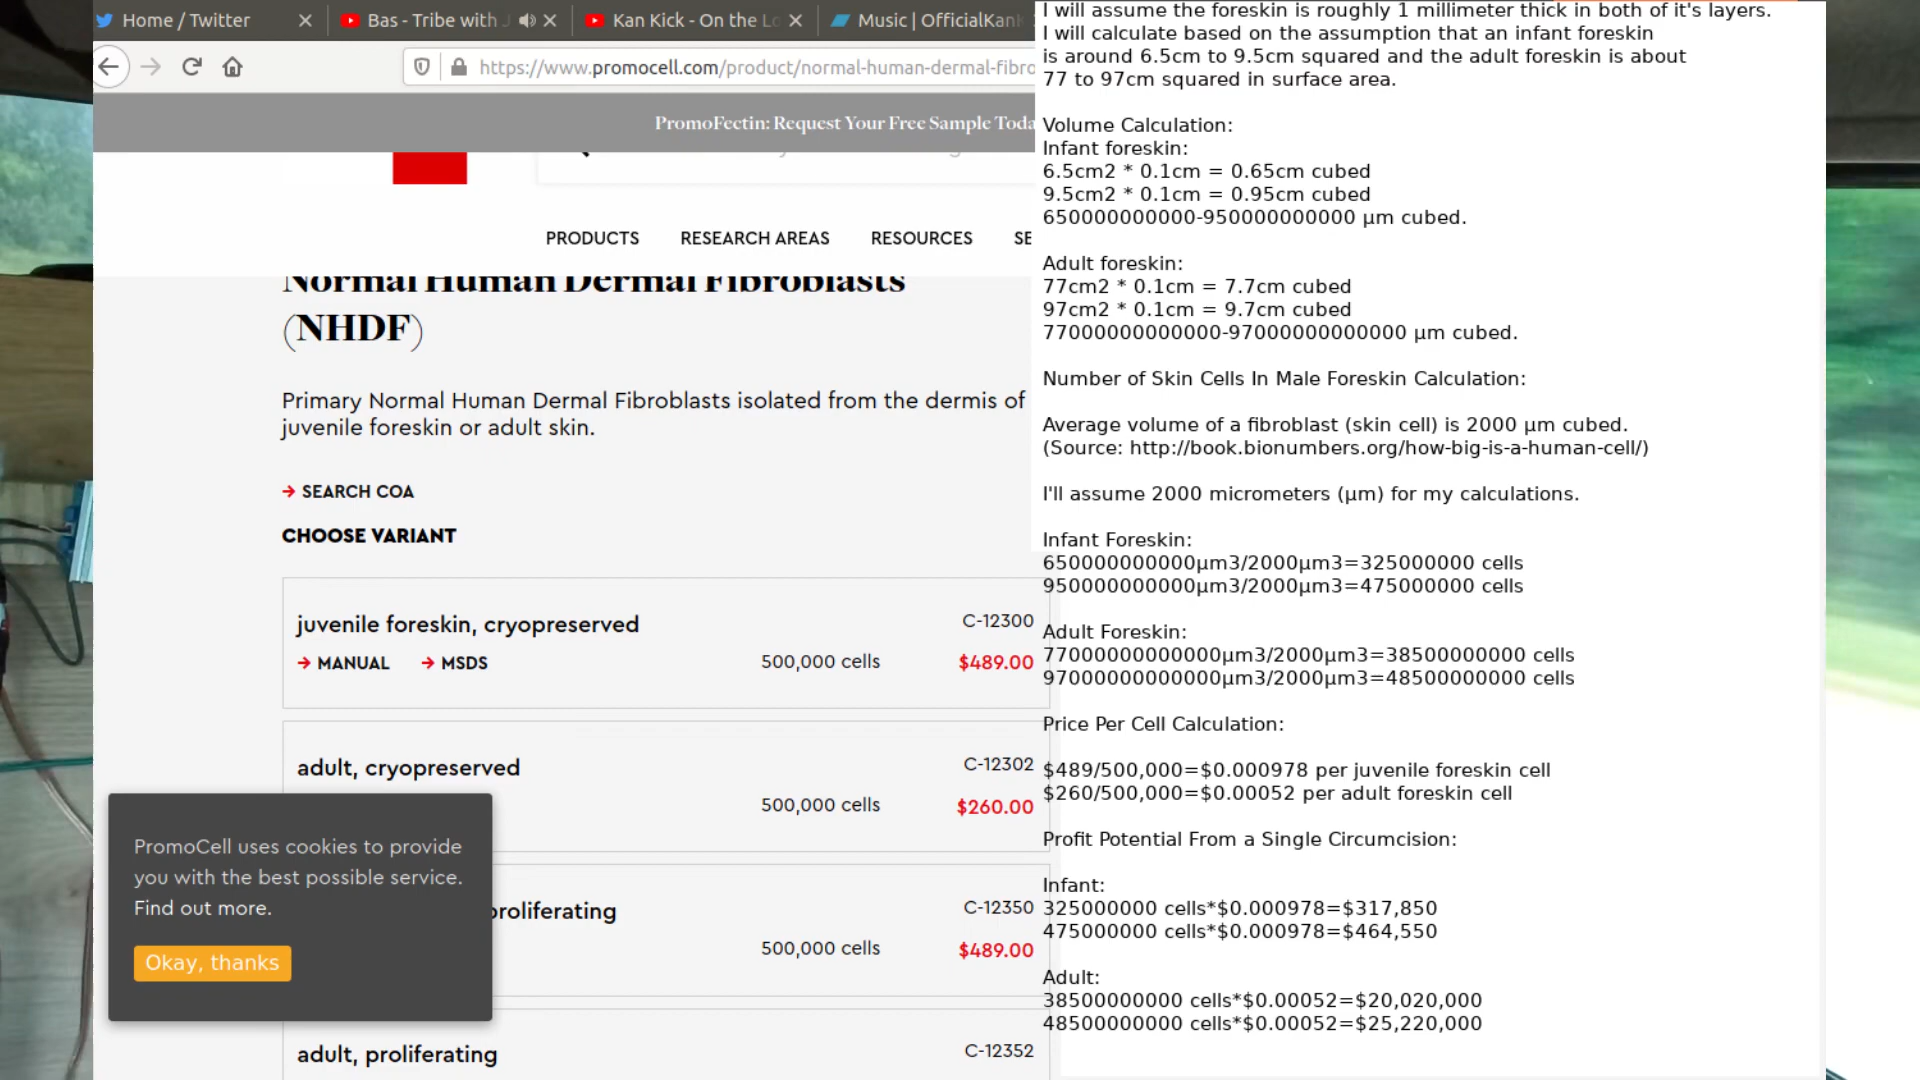 Home / Twitter
Bas - Tribe with
Kan Kick - On the Lo
Music | OfficialKan
https://www.promocell.com/product/normal-human-dermal-fibro
PromoFectin: Request Your Free Sample Toda
PRODUCTS RESEARCH AREAS RESOURCES SE
Normal Human Dermal Fibroblasts
(NHDF)
Primary Normal Human Dermal Fibroblasts isolated from the dermis of
juvenile foreskin or adult skin.
→ SEARCH COA
CHOOSE VARIANT
juvenile foreskin, cryopreserved C-12300
→ MANUAL → MSDS 500,000 cells $489.00
adult, cryopreserved C-12302
500,000 cells $260.00
proliferating C-12350
500,000 cells $489.00
adult, proliferating C-12352
PromoCell uses cookies to provide
you with the best possible service.
Find out more.
Okay, thanks
I will assume the foreskin is roughly 1 millimeter thick in both of it's layers.
I will calculate based on the assumption that an infant foreskin
is around 6.5cm to 9.5cm squared and the adult foreskin is about
77 to 97cm squared in surface area.
Volume Calculation:
Infant foreskin:
6.5cm2 * 0.1cm = 0.65cm cubed
9.5cm2 * 0.1cm = 0.95cm cubed
650000000000-950000000000 µm cubed.
Adult foreskin:
77cm2 * 0.1cm = 7.7cm cubed
97cm2 * 0.1cm = 9.7cm cubed
77000000000000-97000000000000 µm cubed.
Number of Skin Cells In Male Foreskin Calculation:
Average volume of a fibroblast (skin cell) is 2000 µm cubed.
(Source: http://book.bionumbers.org/how-big-is-a-human-cell/)
I'll assume 2000 micrometers (µm) for my calculations.
Infant Foreskin:
650000000000µm3/2000µm3=325000000 cells
950000000000µm3/2000µm3=475000000 cells
Adult Foreskin:
77000000000000µm3/2000µm3=38500000000 cells
97000000000000µm3/2000µm3=48500000000 cells
Price Per Cell Calculation:
$489/500,000=$0.000978 per juvenile foreskin cell
$260/500,000=$0.00052 per adult foreskin cell
Profit Potential From a Single Circumcision:
Infant:
325000000 cells*$0.000978=$317,850
475000000 cells*$0.000978=$464,550
Adult:
38500000000 cells*$0.00052=$20,020,000
48500000000 cells*$0.00052=$25,220,000